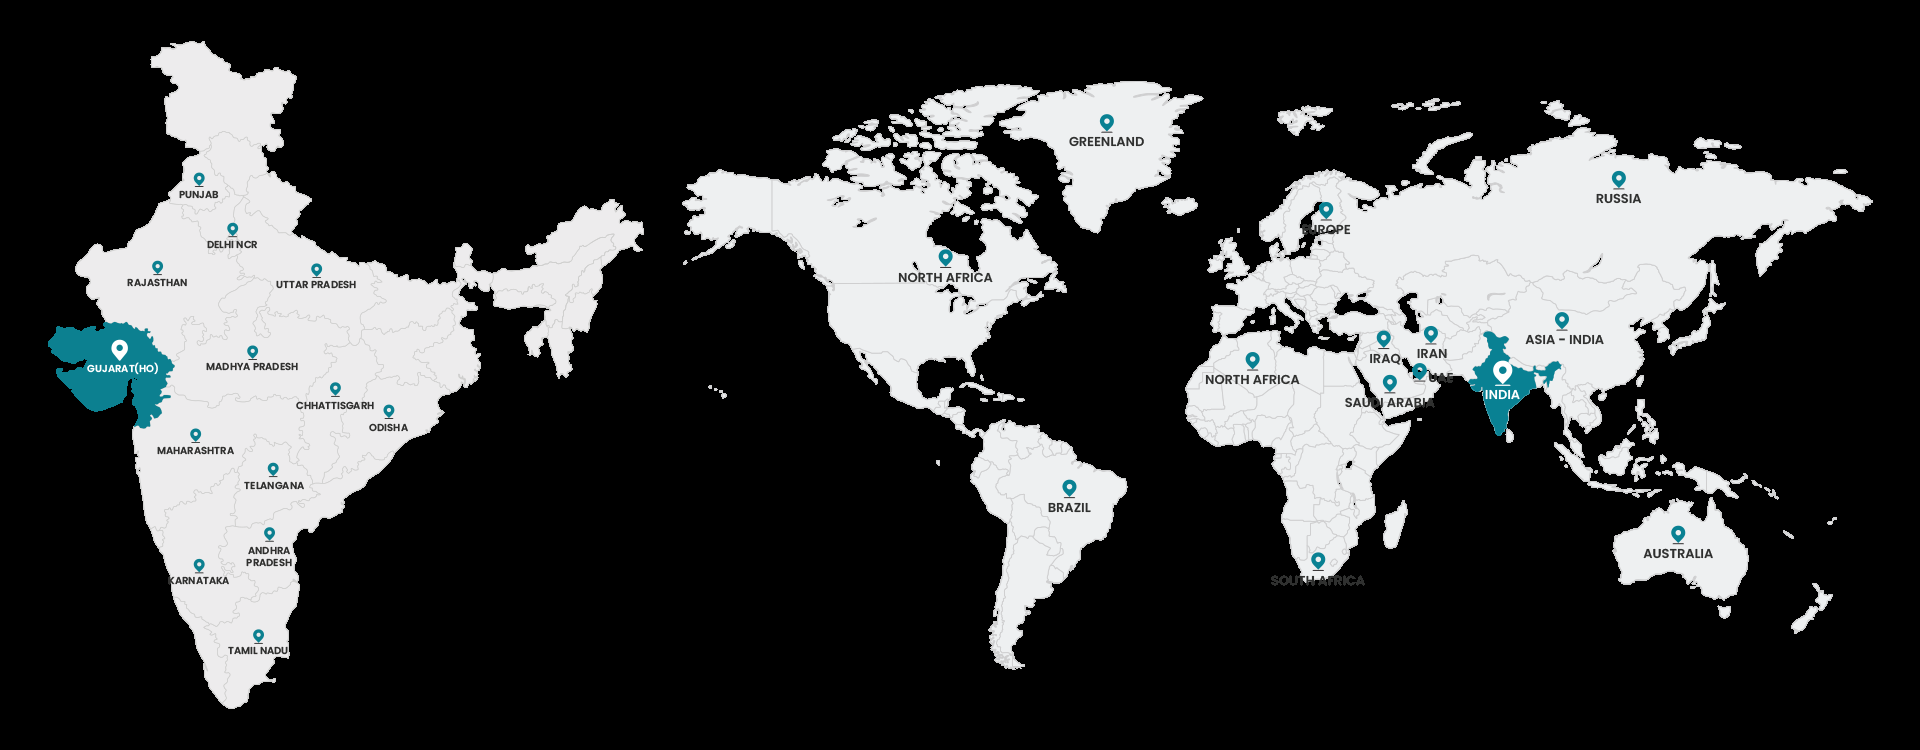 PUNJAB
DELHI NCR
RAJASTHAN
UTTAR PRADESH
GUJARAT(HO)
MADHYA PRADESH
CHHATTISGARH
ODISHA
MAHARASHTRA
TELANGANA
ANDHRA
PRADESH
KARNATAKA
TAMIL NADU
GREENLAND
RUSSIA
EUROPE
NORTH AFRICA
ASIA - INDIA
IRAQ
IRAN
NORTH AFRICA
UAE
SAUDI ARABIA
INDIA
BRAZIL
AUSTRALIA
SOUTH AFRICA